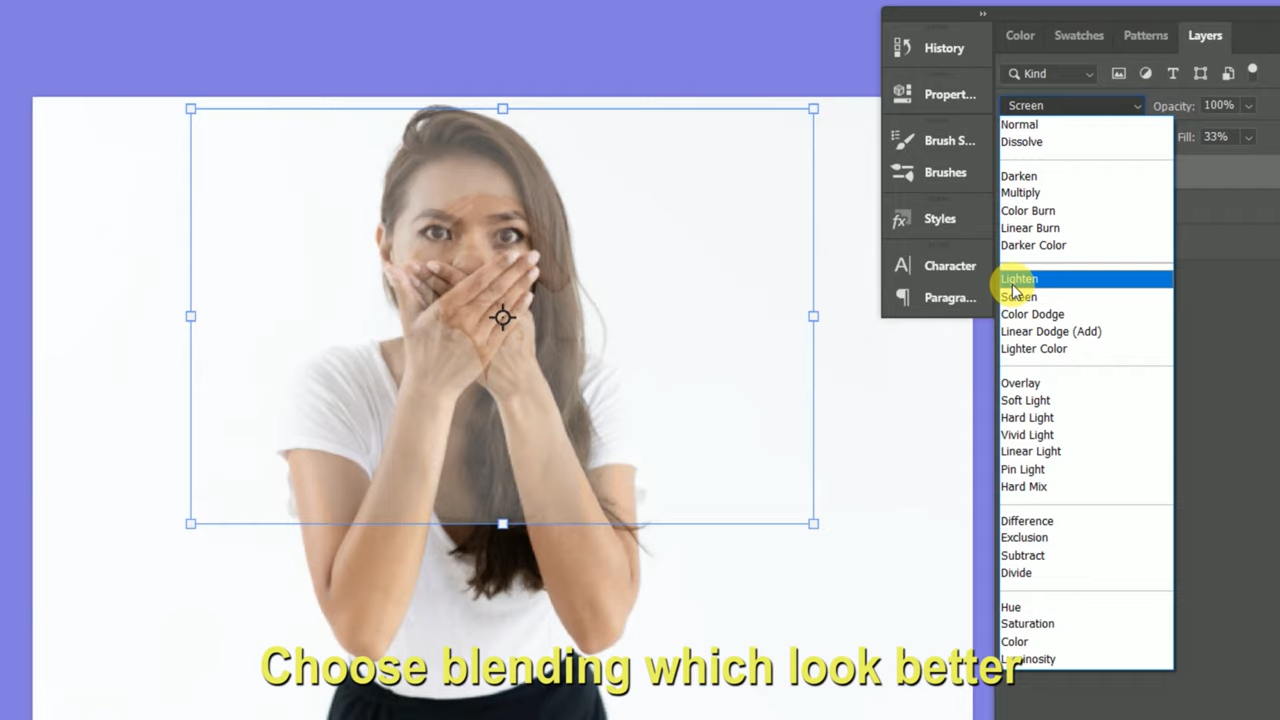 Color Swatches Patterns Layers
History
Kind
Propert...
Screen Opacity: 100%
Normal
Fill: 33%
Brush S...
Dissolve
Brushes
Darken
Multiply
Styles
Color Burn
Linear Burn
Darker Color
Character
Lighten
Paragra...
Screen
Color Dodge
Linear Dodge (Add)
Lighter Color
Overlay
Soft Light
Hard Light
Vivid Light
Linear Light
Pin Light
Hard Mix
Difference
Exclusion
Subtract
Divide
Hue
Saturation
Color
Luminosity
Choose blending which look better